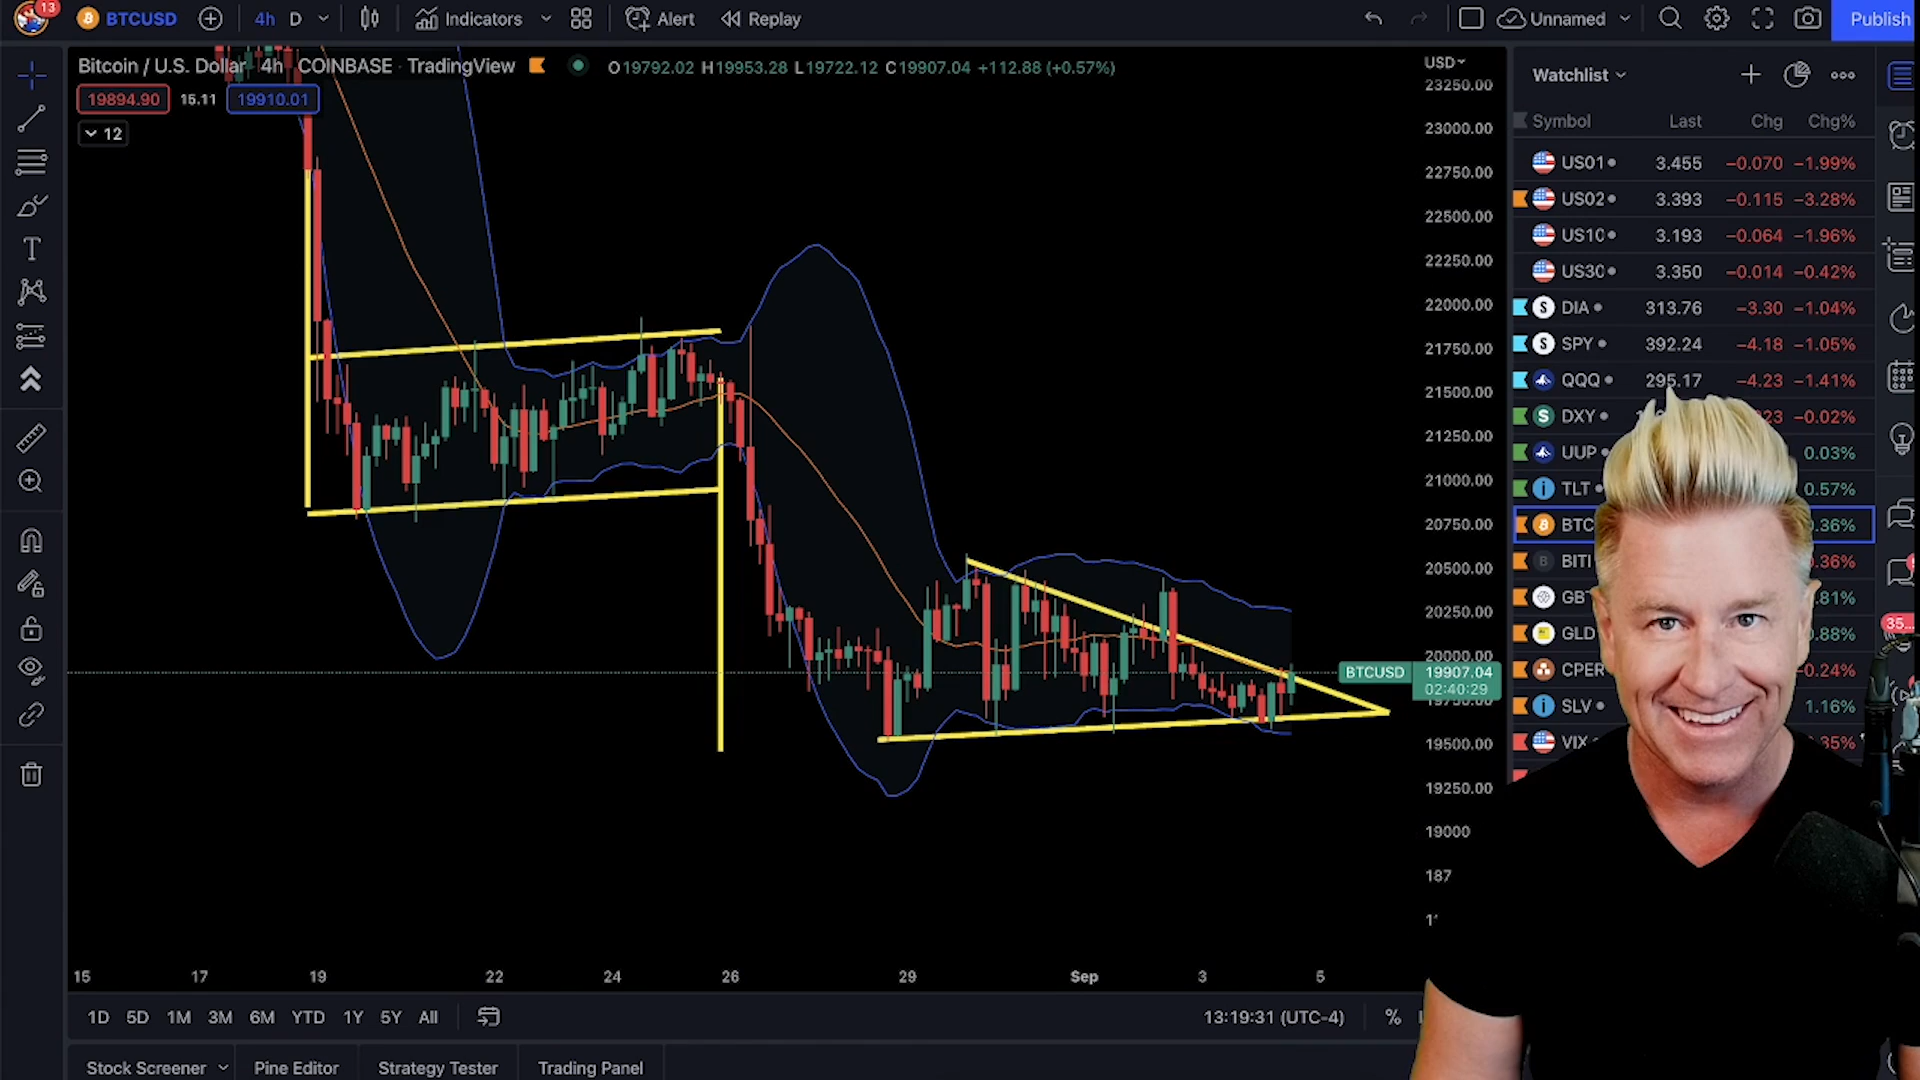 13
BTCUSD 4h D Indicators Alert Replay Unnamed Publish
Bitcoin / U.S. Dollar 4h COINBASE · TradingView O19792.02 H19953.28 L19722.12 C19907.04 +112.88 (+0.57%)
19894.90 15.11 19910.01
12
USD
23250.00
23000.00
22750.00
22500.00
22250.00
22000.00
21750.00
21500.00
21250.00
21000.00
20750.00
20500.00
20250.00
20000.00
BTCUSD 19907.04
02:40:29
19500.00
19250.00
19000
187
15 17 19 22 24 26 29 Sep 3 5
1D 5D 1M 3M 6M YTD 1Y 5Y All 13:19:31 (UTC-4) %
Stock Screener Pine Editor Strategy Tester Trading Panel
Watchlist
Symbol Last Chg Chg%
US01 3.455 −0.070 −1.99%
US02 3.393 −0.115 −3.28%
US10 3.193 −0.064 −1.96%
US30 3.350 −0.014 −0.42%
DIA 313.76 −3.30 −1.04%
SPY 392.24 −4.18 −1.05%
QQQ 295.17 −4.23 −1.41%
DXY −0.02%
UUP 0.03%
TLT 0.57%
BTC .36%
BITI .36%
GB .81%
GLD .88%
CPER −0.24%
SLV 1.16%
VIX .35%
35...